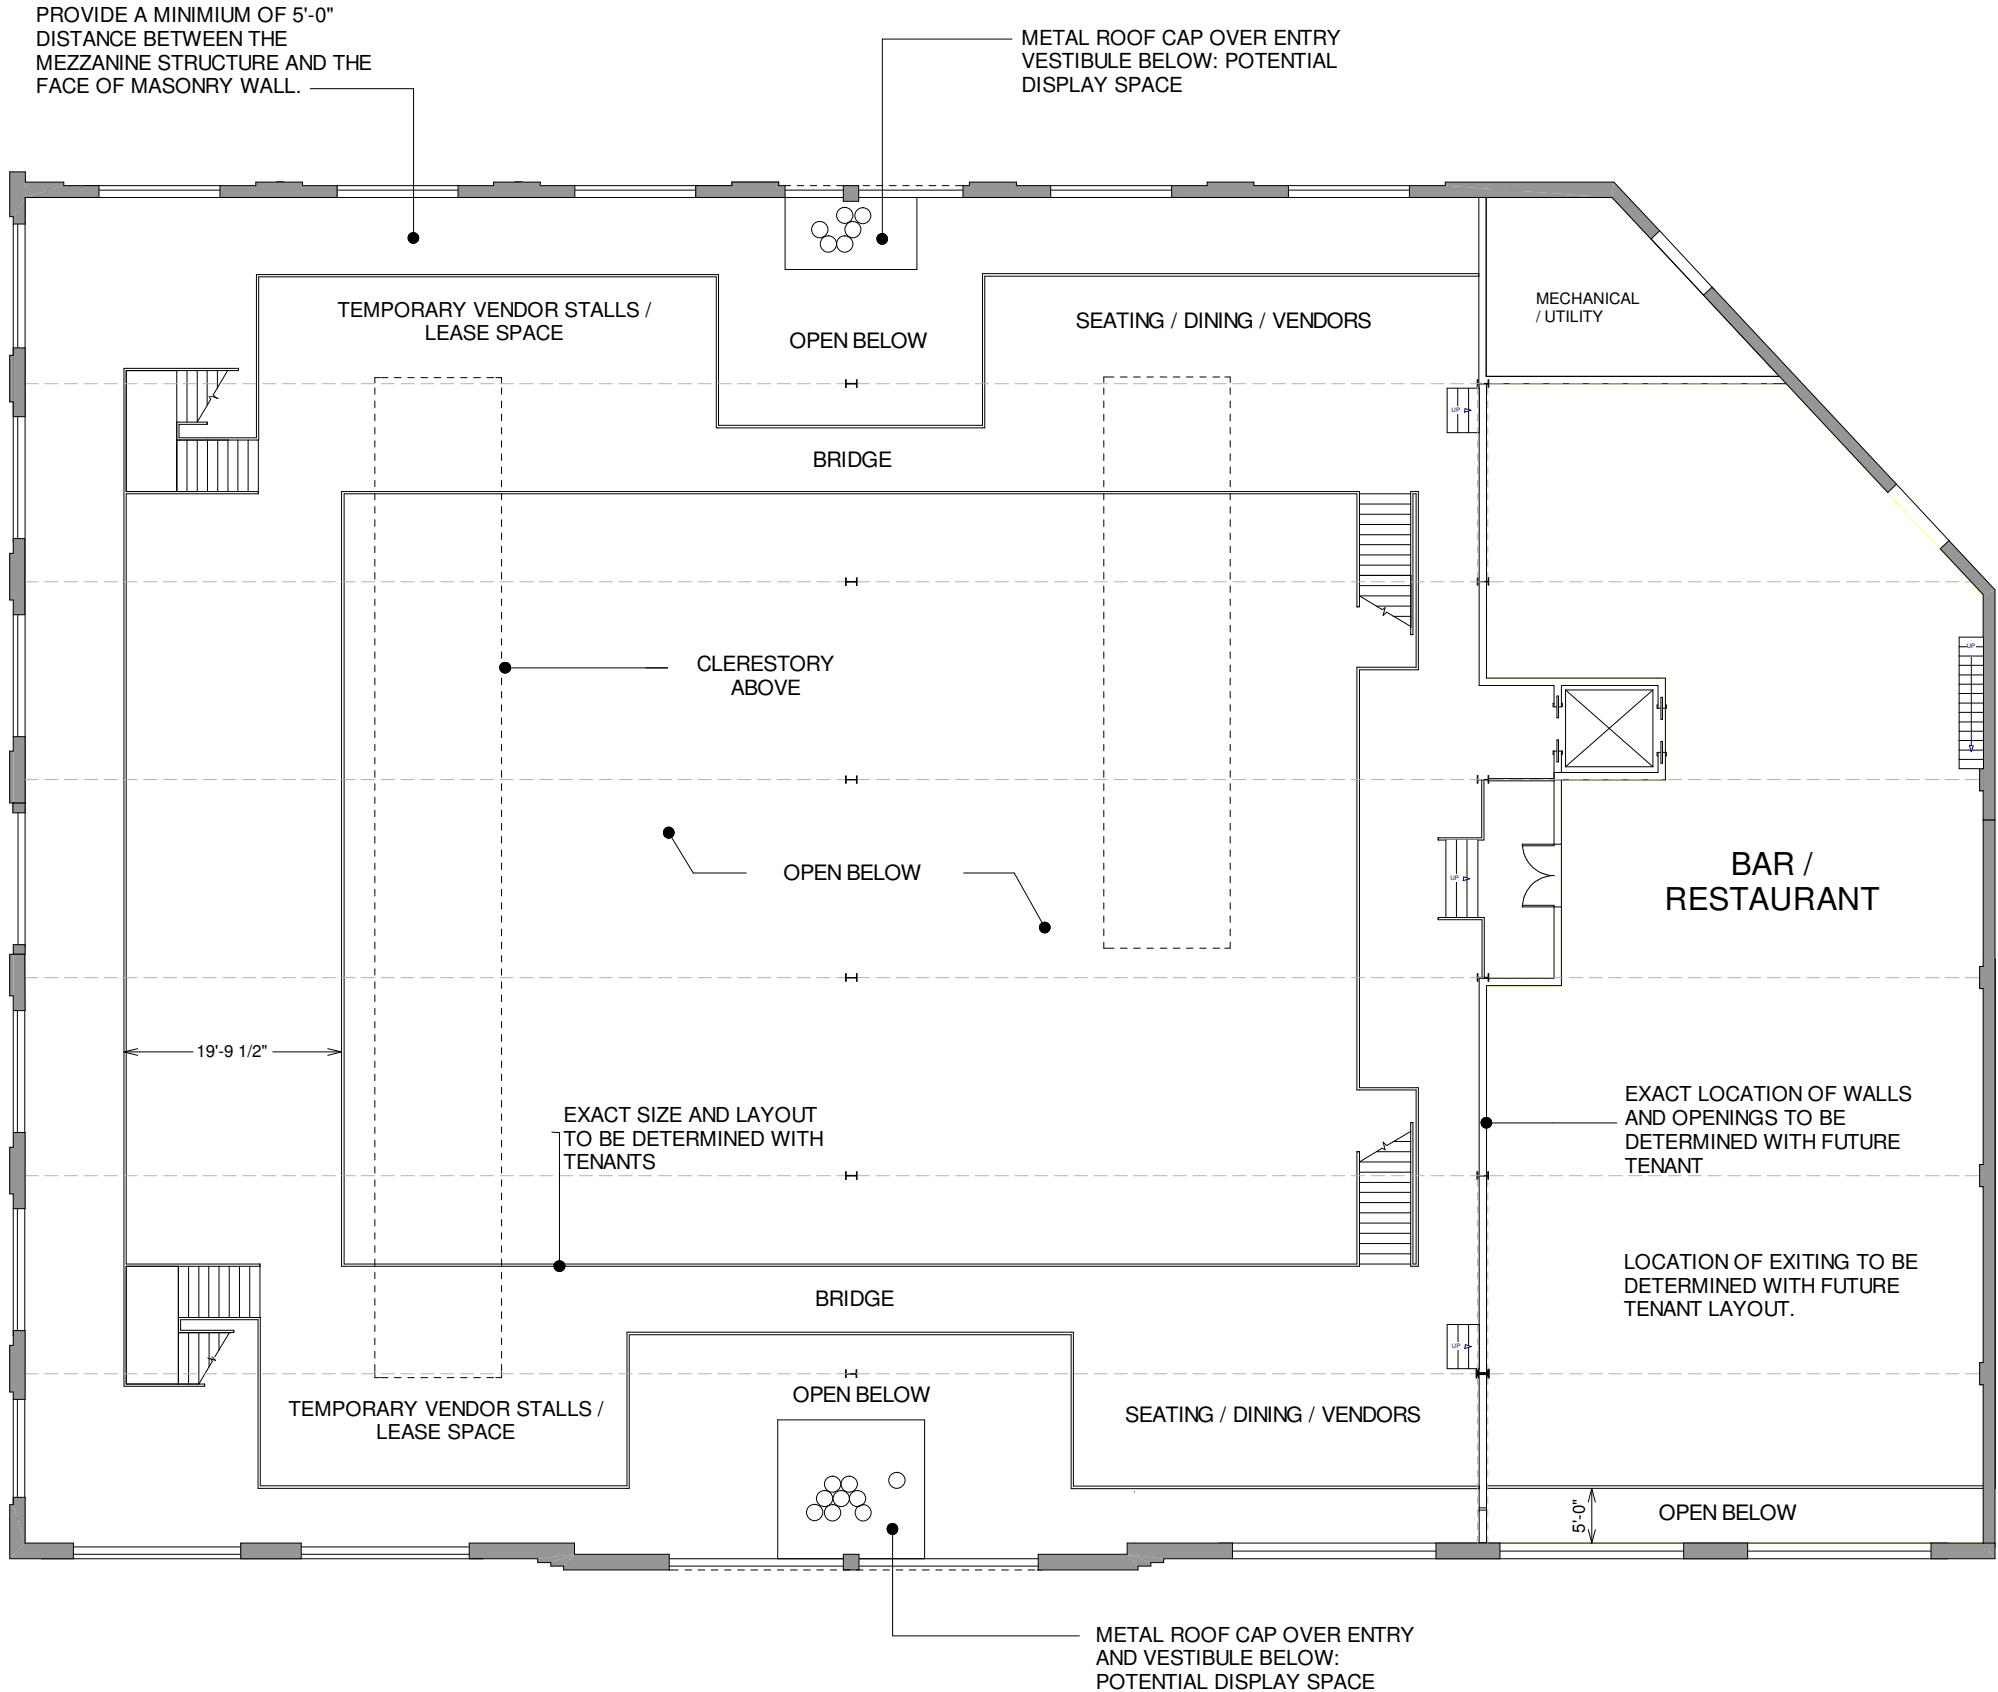 PROVIDE A MINIMIUM OF 5'-0"
DISTANCE BETWEEN THE
MEZZANINE STRUCTURE AND THE
FACE OF MASONRY WALL.
METAL ROOF CAP OVER ENTRY
VESTIBULE BELOW: POTENTIAL
DISPLAY SPACE
TEMPORARY VENDOR STALLS /
LEASE SPACE
OPEN BELOW
SEATING / DINING / VENDORS
MECHANICAL
/ UTILITY
UP
BRIDGE
CLERESTORY
ABOVE
UP
OPEN BELOW
UP
BAR /
RESTAURANT
19'-9 1/2"
EXACT SIZE AND LAYOUT
TO BE DETERMINED WITH
TENANTS
EXACT LOCATION OF WALLS
AND OPENINGS TO BE
DETERMINED WITH FUTURE
TENANT
LOCATION OF EXITING TO BE
DETERMINED WITH FUTURE
TENANT LAYOUT.
BRIDGE
UP
TEMPORARY VENDOR STALLS /
LEASE SPACE
OPEN BELOW
SEATING / DINING / VENDORS
5'-0"
OPEN BELOW
METAL ROOF CAP OVER ENTRY
AND VESTIBULE BELOW:
POTENTIAL DISPLAY SPACE